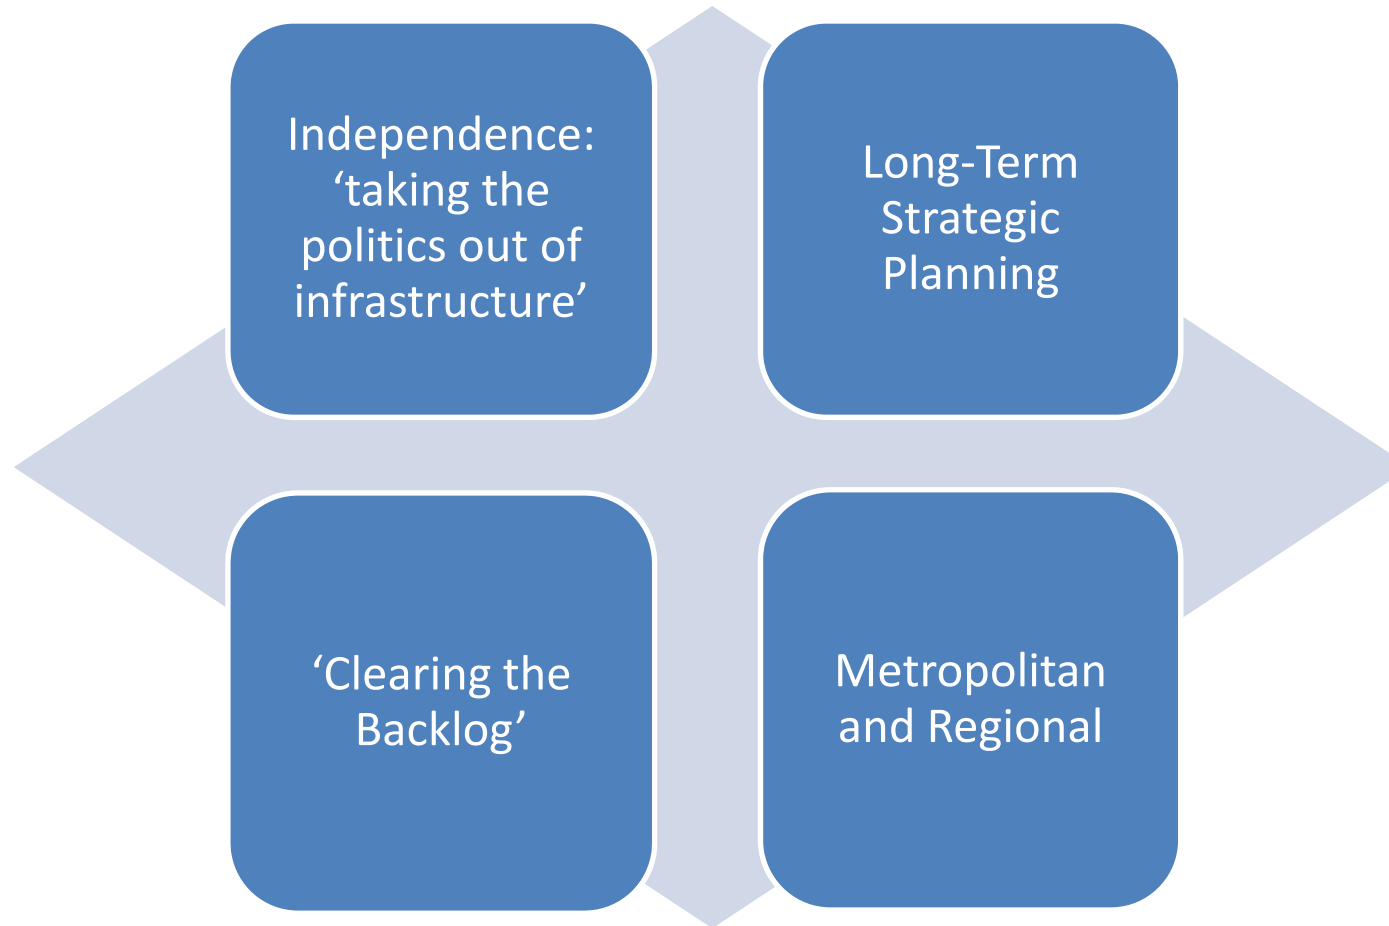 Independence:
‘taking the
politics out of
infrastructure’
Long-Term
Strategic
Planning
‘Clearing the
Backlog’
Metropolitan
and Regional